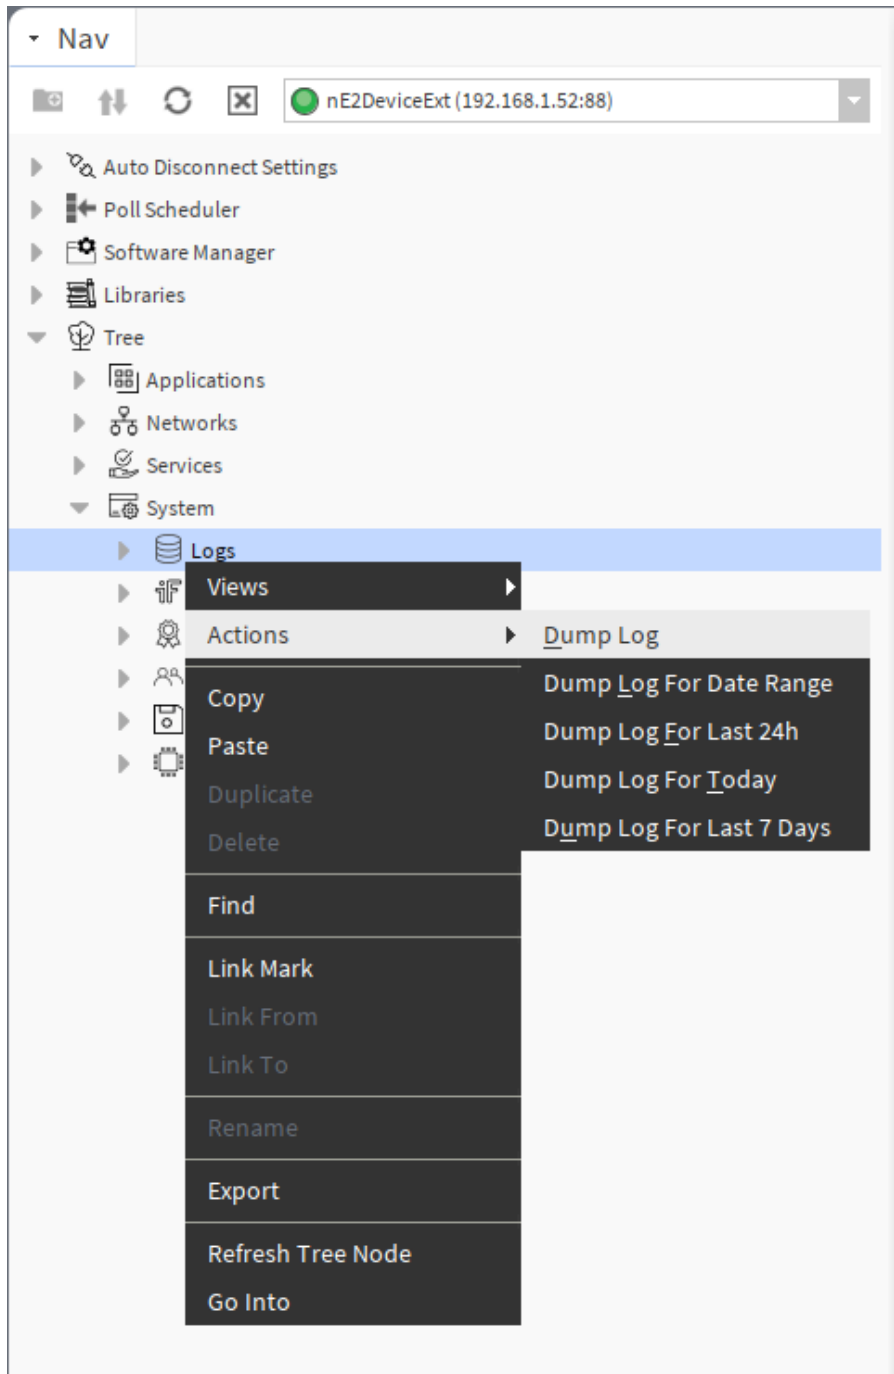 Nav
nE2DeviceExt (192.168.1.52:88)
Auto Disconnect Settings
Poll Scheduler
Software Manager
Libraries
Tree
Applications
Networks
Services
System
Logs
Views
Actions
Dump Log
Dump Log For Date Range
Dump Log For Last 24h
Dump Log For Today
Dump Log For Last 7 Days
Copy
Paste
Duplicate
Delete
Find
Link Mark
Link From
Link To
Rename
Export
Refresh Tree Node
Go Into